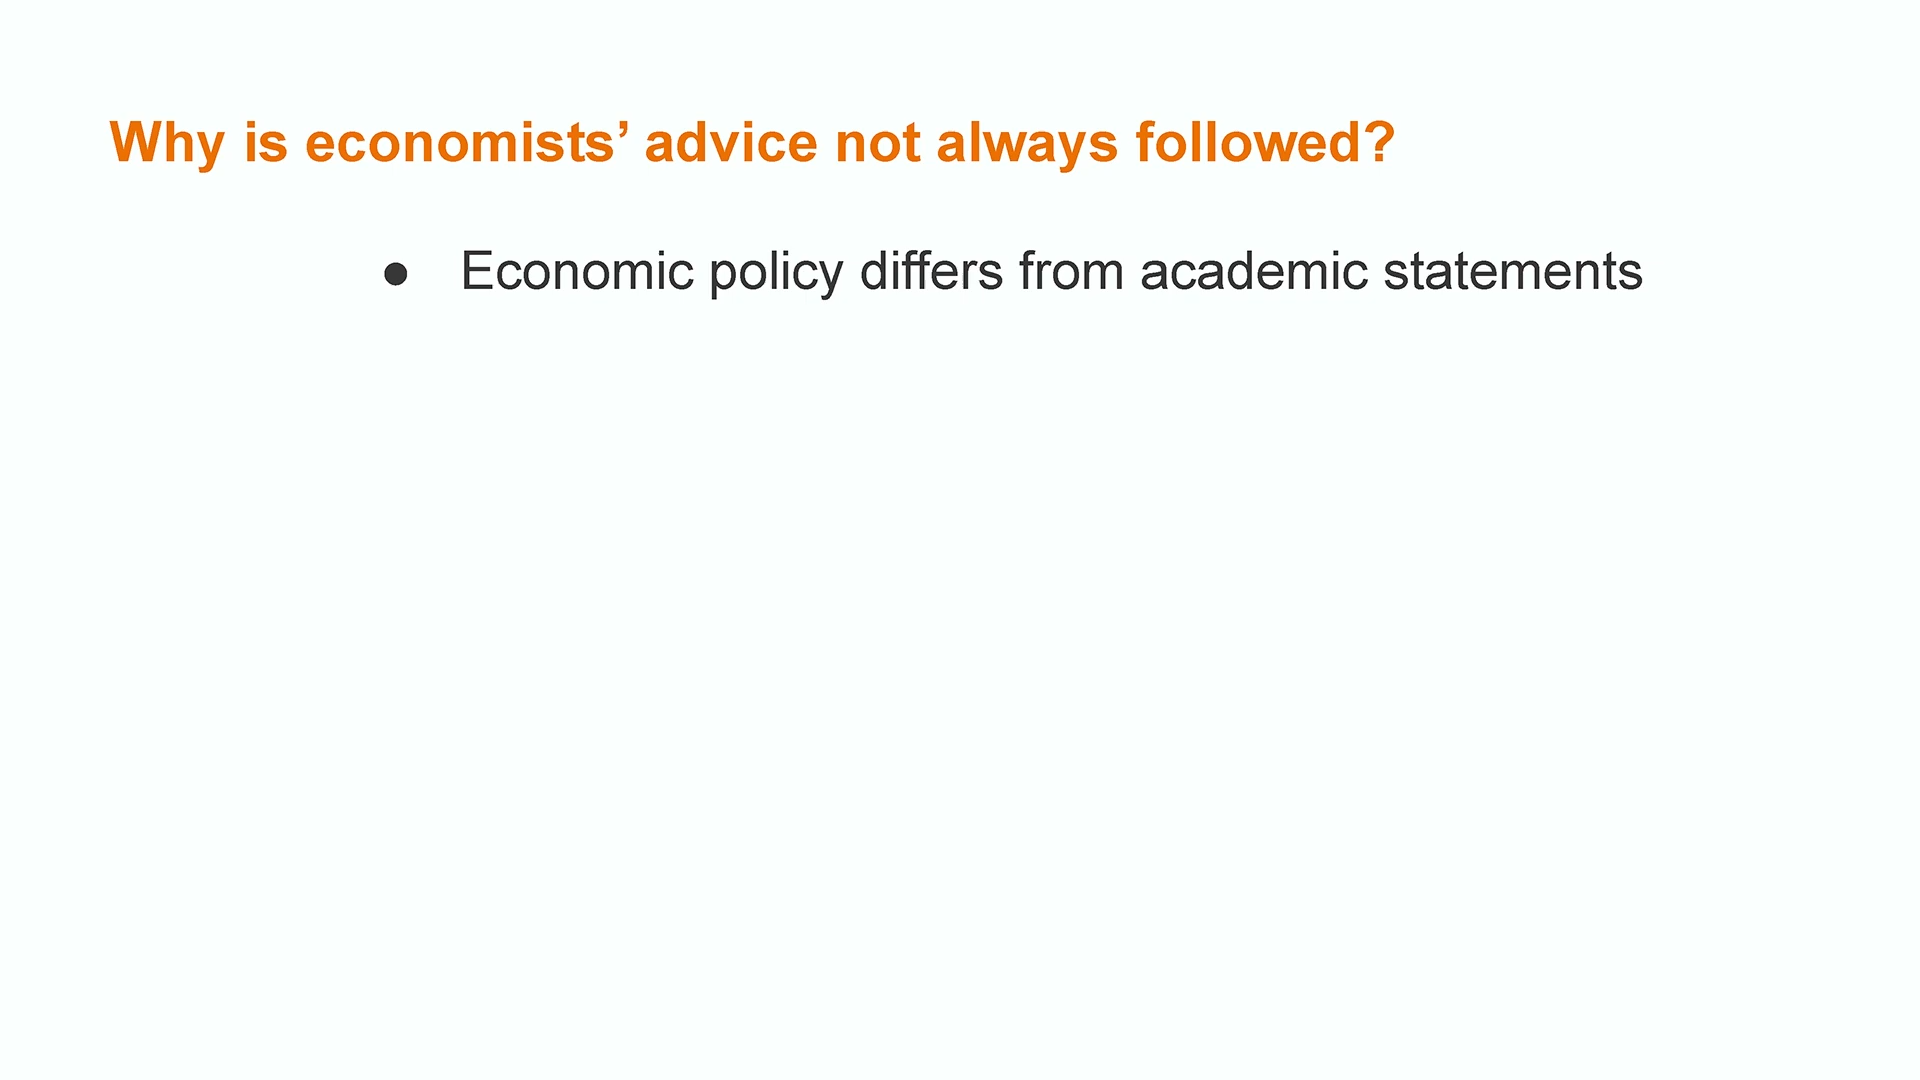 Why is economists’ advice not always followed?
● Economic policy differs from academic statements